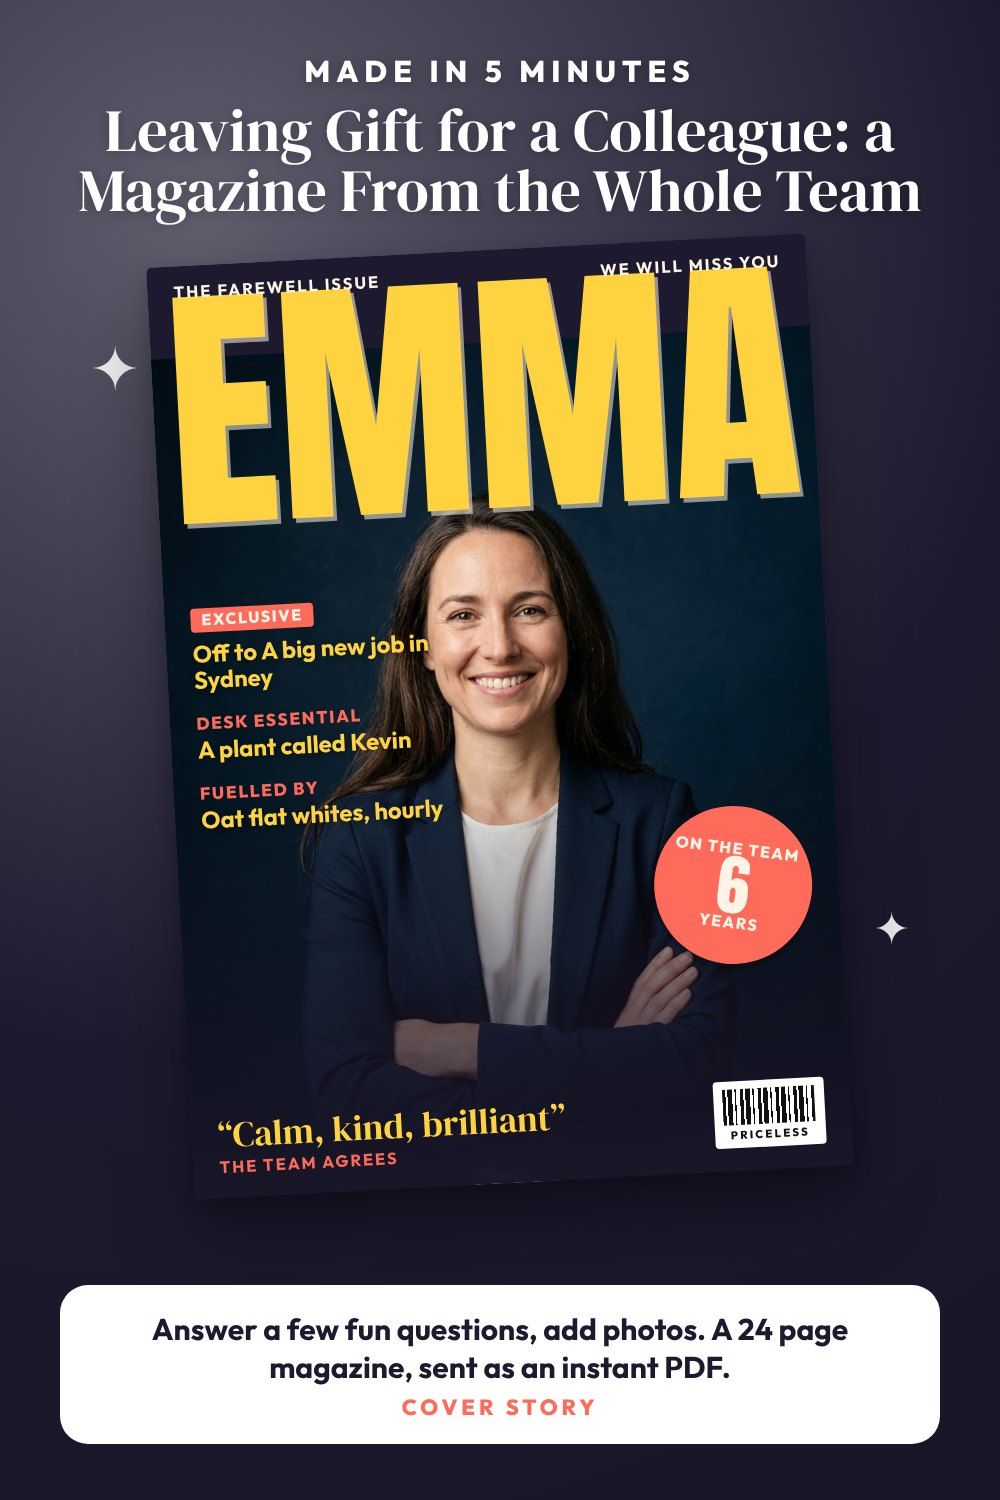 MADE IN 5 MINUTES
Leaving Gift for a Colleague: a
Magazine From the Whole Team
THE FAREWELL ISSUE
WE WILL MISS YOU
EMMA
EXCLUSIVE
Off to A big new job in
Sydney
DESK ESSENTIAL
A plant called Kevin
FUELLED BY
Oat flat whites, hourly
ON THE TEAM
6
YEARS
“Calm, kind, brilliant”
THE TEAM AGREES
PRICELESS
Answer a few fun questions, add photos. A 24 page
magazine, sent as an instant PDF.
COVER STORY